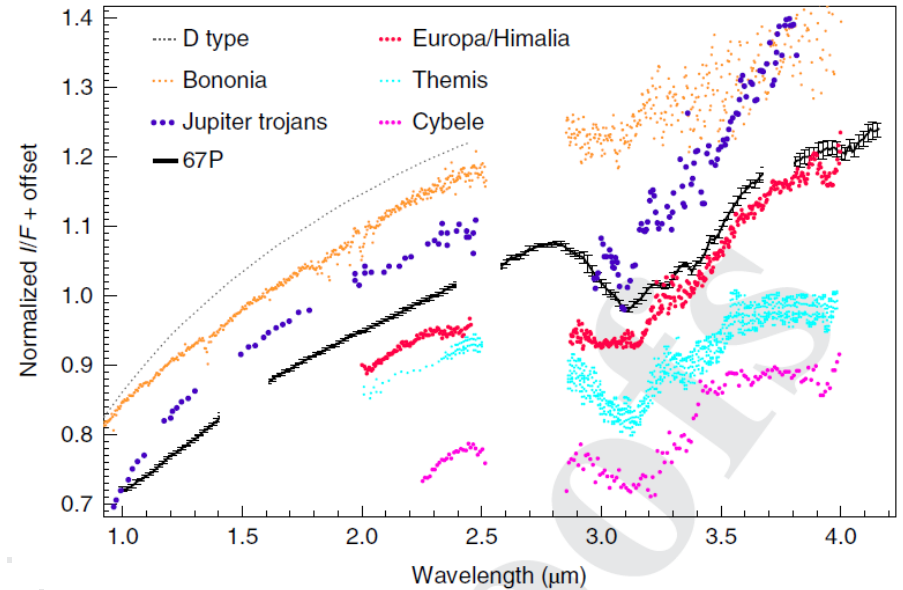 1.4
1.3
1.2
1.1
1.0
0.9
0.8
0.7
Normalized I/F + offset
D type
Bononia
Jupiter trojans
67P
Europa/Himalia
Themis
Cybele
1.0 1.5 2.0 2.5 3.0 3.5 4.0
Wavelength (μm)